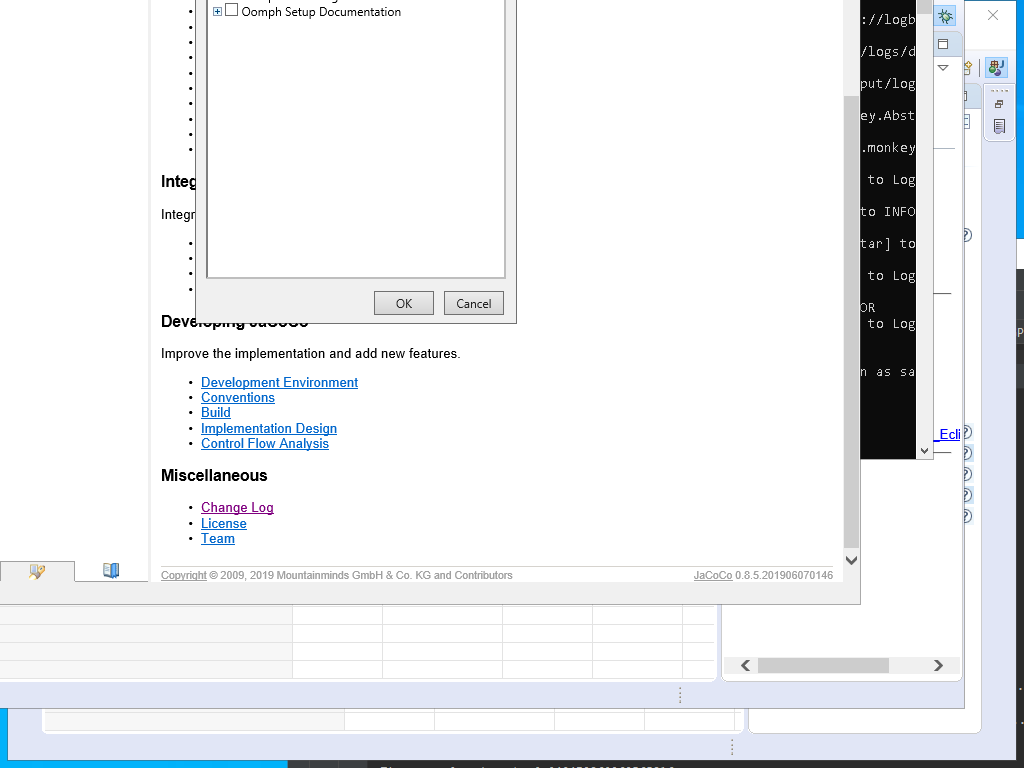 Oomph Setup Documentation
OK
Cancel
Developing JaCoCo
Improve the implementation and add new features.
Development Environment
Conventions
Build
Implementation Design
Control Flow Analysis
Miscellaneous
Change Log
License
Team
Copyright © 2009, 2019 Mountainminds GmbH & Co. KG and Contributors
JaCoCo 0.8.5.201906070146
Integ
Integr
://logb
/logs/d
put/log
ey.Abst
.monkey
to Log
to INFO
tar] to
to Log
OR
to Log
n as sa
_Ecli